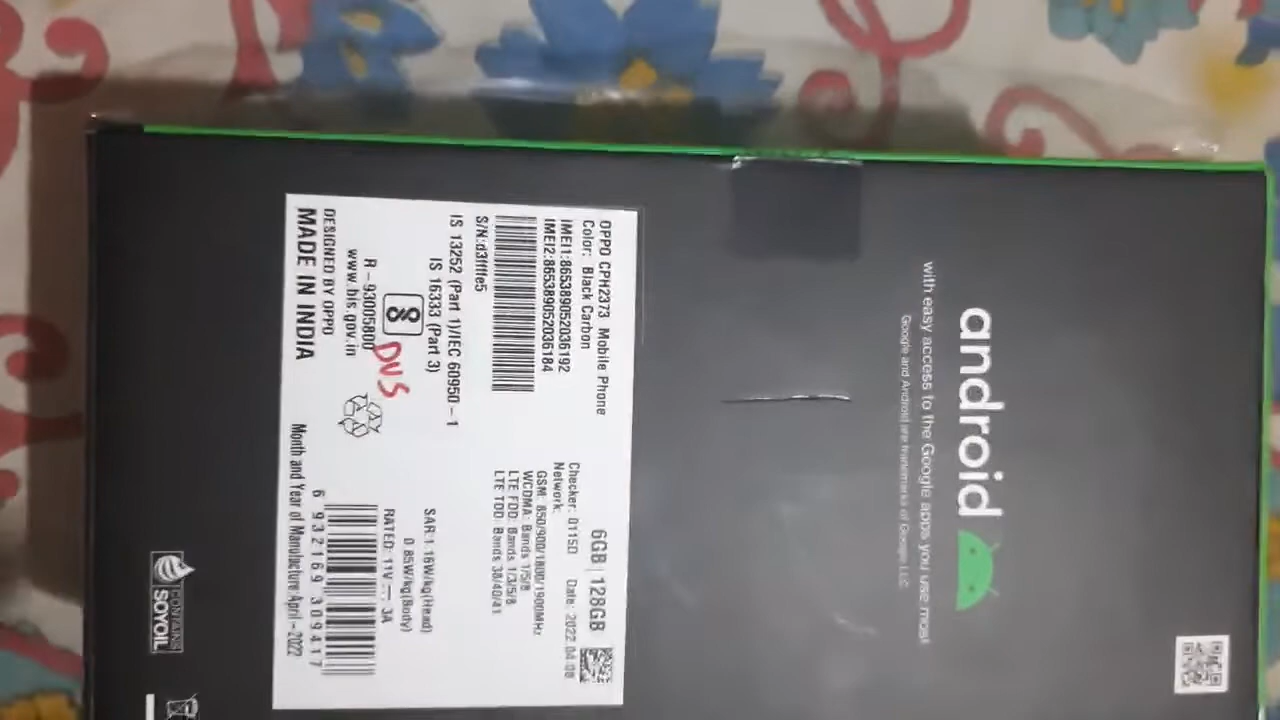 android
with easy access to the Google apps you use most
Google and Android are trademarks of Google LLC
OPPO CPH2373 Mobile Phone
Color: Black Carbon
IMEI1:865389052036192
IMEI2:865389052036184
S/N:d3ffffe5
IS 13252 (Part 1)/IEC 60950-1
IS 16333 (Part 3)
R-93005800
www.bis.gov.in
DNS
DESIGNED BY OPPO
MADE IN INDIA
6GB | 128GB
Checker: 0115D Date: 2022.04.08
Network:
GSM: 850/900/1800/1900MHz
WCDMA: Bands 1/5/8
LTE FDD: Bands 1/3/5/8
LTE TDD: Bands 38/40/41
SAR:1.16W/kg(Head)
0.85W/kg(Body)
RATED: 11V 3A
6 932169 309417
Month and Year of Manufacture:April-2022
CONTAINS
SOYOIL